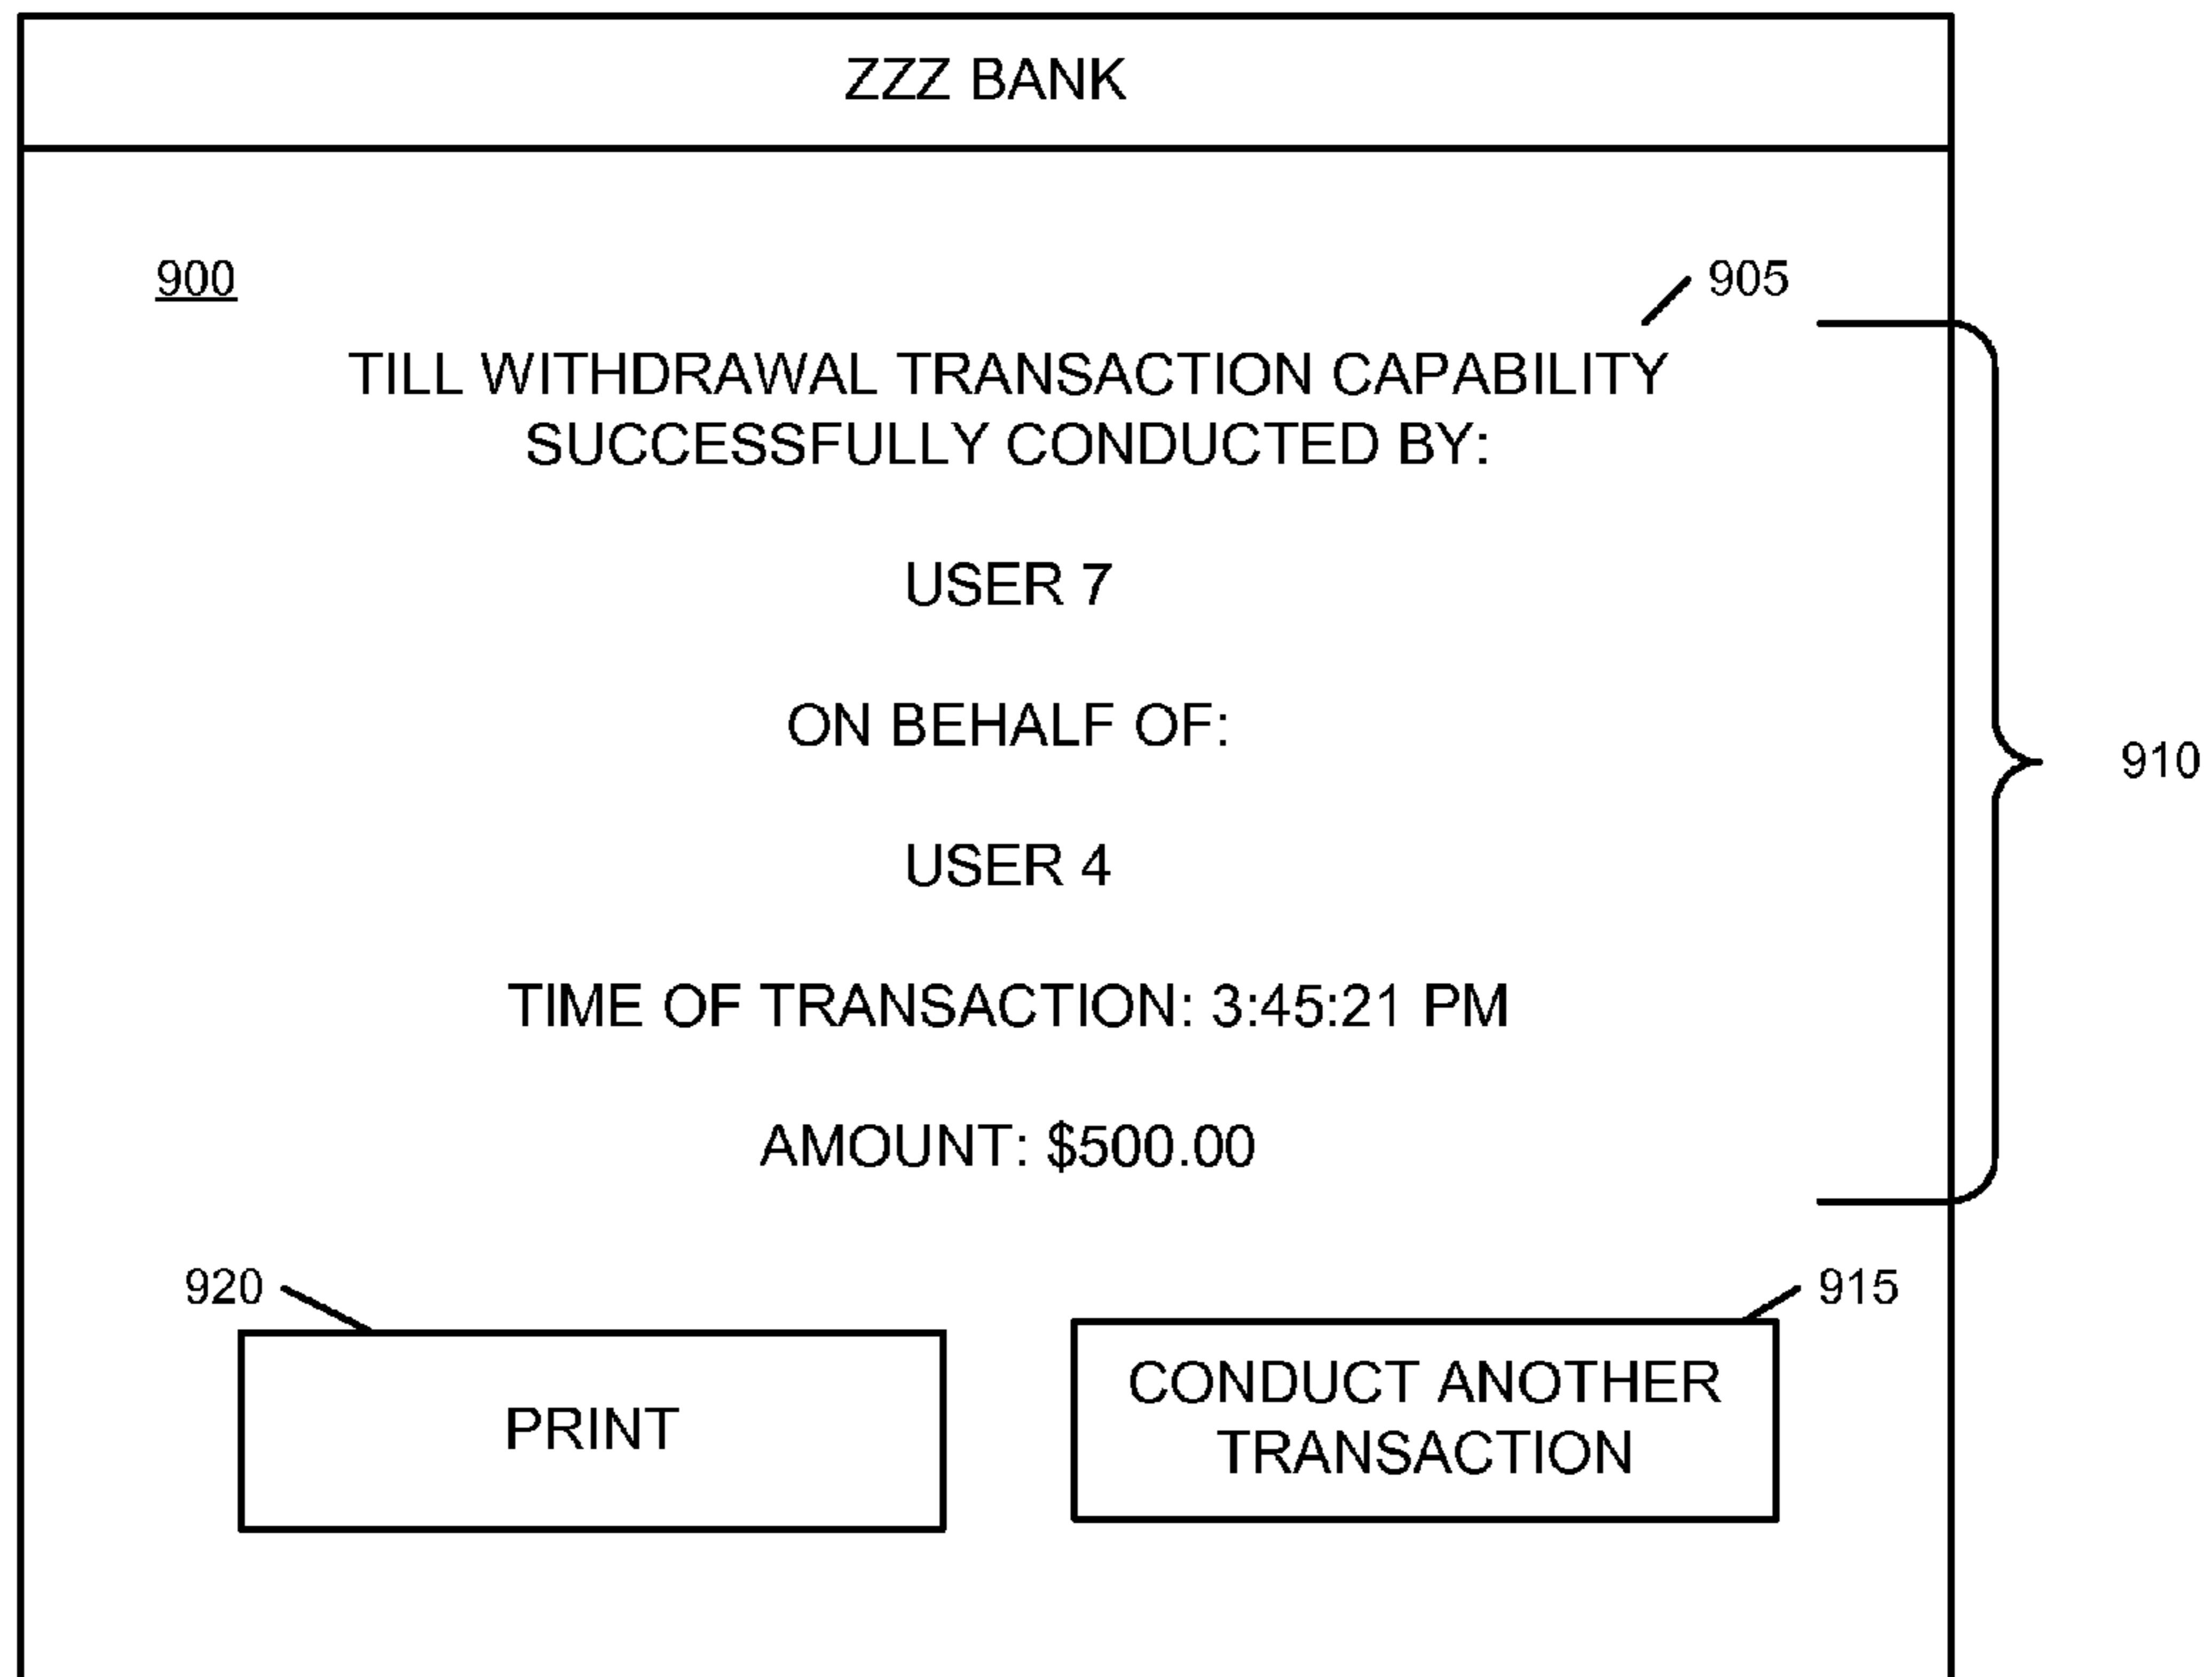 ZZZ BANK
900
905
TILL WITHDRAWAL TRANSACTION CAPABILITY
SUCCESSFULLY CONDUCTED BY:
USER 7
ON BEHALF OF:
910
USER 4
TIME OF TRANSACTION: 3:45:21 PM
AMOUNT: $500.00
920
915
PRINT
CONDUCT ANOTHER
TRANSACTION